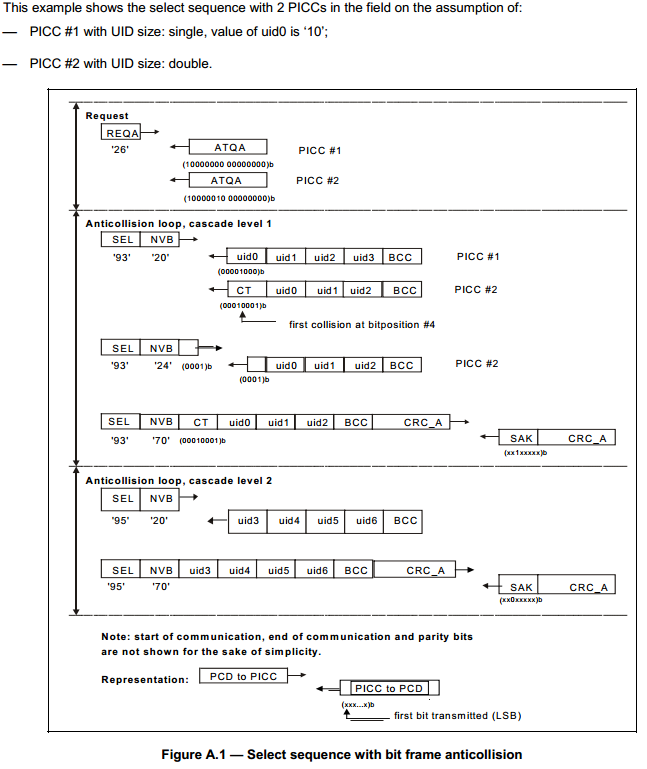 This example shows the select sequence with 2 PICCs in the field on the assumption of:
— PICC #1 with UID size: single, value of uid0 is ‘10’;
— PICC #2 with UID size: double.
Request
REQA
'26'
ATQA PICC #1
(10000000 00000000)b
ATQA PICC #2
(10000010 00000000)b
Anticollision loop, cascade level 1
SEL NVB
'93' '20'
uid0 uid1 uid2 uid3 BCC PICC #1
(00001000)b
CT uid0 uid1 uid2 BCC PICC #2
(00010001)b
first collision at bitposition #4
SEL NVB
'93' '24' (0001)b
uid0 uid1 uid2 BCC PICC #2
(0001)b
SEL NVB CT uid0 uid1 uid2 BCC CRC_A
'93' '70' (00010001)b
SAK CRC_A
(xx1xxxxx)b
Anticollision loop, cascade level 2
SEL NVB
'95' '20'
uid3 uid4 uid5 uid6 BCC
SEL NVB uid3 uid4 uid5 uid6 BCC CRC_A
'95' '70'
SAK CRC_A
(xx0xxxxx)b
Note: start of communication, end of communication and parity bits
are not shown for the sake of simplicity.
Representation: PCD to PICC
PICC to PCD
(xxx...x)b
first bit transmitted (LSB)
Figure A.1 — Select sequence with bit frame anticollision